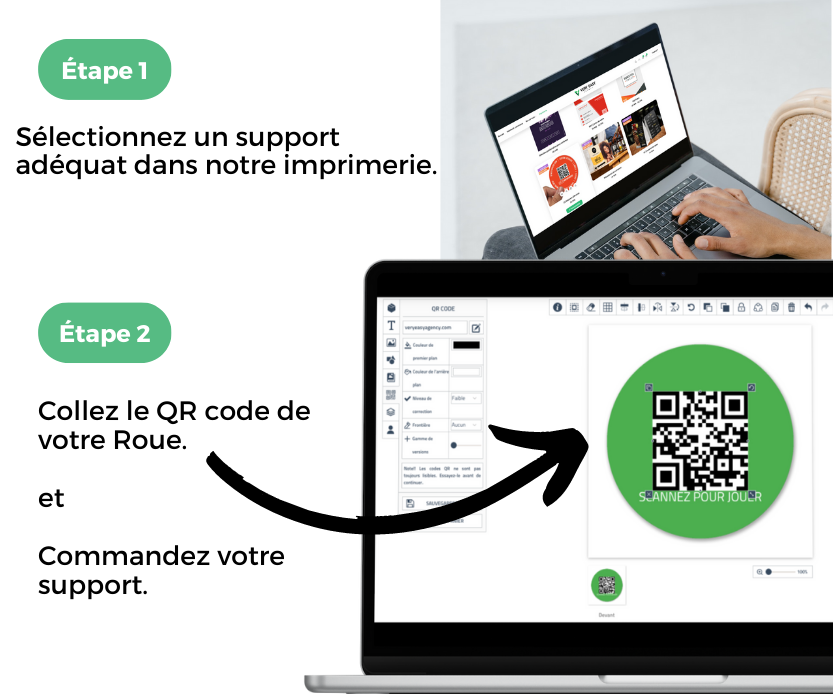 Étape 1
Sélectionnez un support
adéquat dans notre imprimerie.
Étape 2
Collez le QR code de
votre Roue.
et
Commandez votre
support.
QR CODE
veryeasyagency.com
Couleur de
premier plan
Couleur de l'arrière
plan
Niveau de
correction
Faible
Frontière
Aucun
Gamme de
versions
Note! Les codes QR ne sont pas
toujours lisibles. Essayez-le avant de
continuer.
SCANNEZ POUR JOUER
100%
Devant